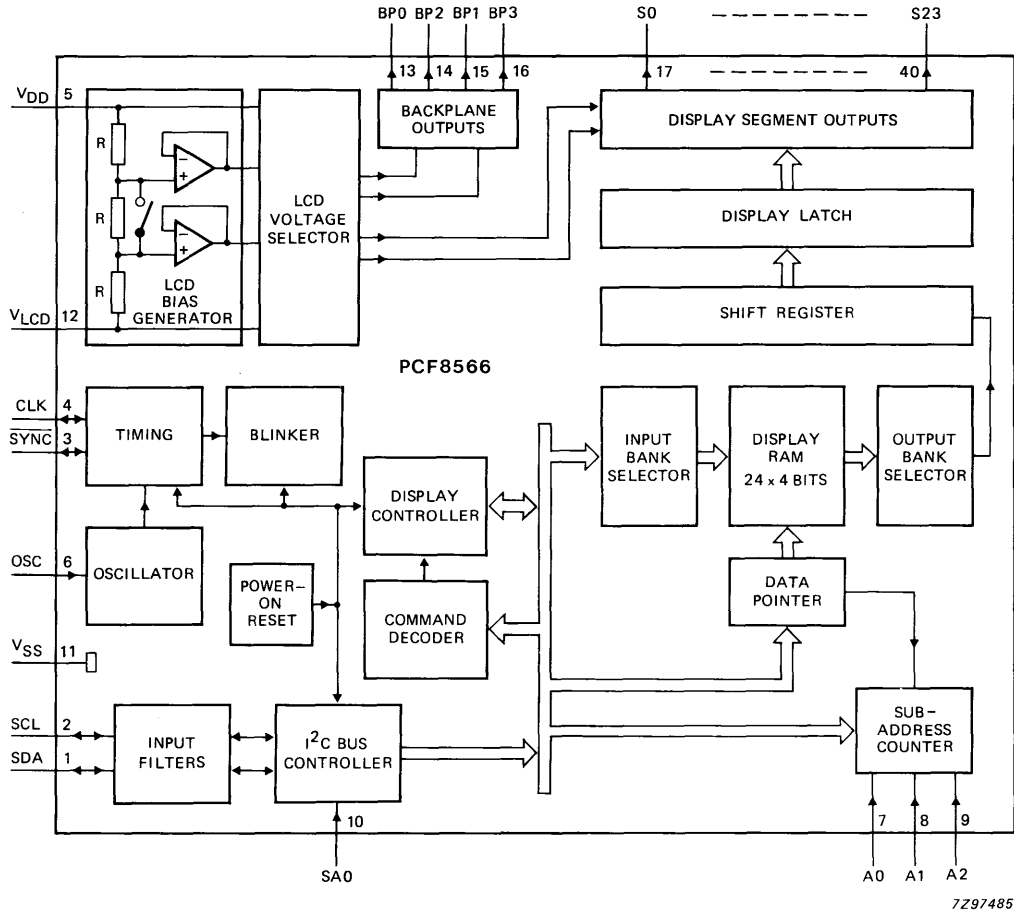 BP0 BP2 BP1 BP3 S0 S23
13 14 15 16 17 40
VDD 5
BACKPLANE
OUTPUTS
DISPLAY SEGMENT OUTPUTS
R
R
R
−
+
−
+
LCD
BIAS
GENERATOR
LCD
VOLTAGE
SELECTOR
DISPLAY LATCH
SHIFT REGISTER
VLCD 12
PCF8566
CLK 4
SYNC 3
TIMING
BLINKER
DISPLAY
CONTROLLER
INPUT
BANK
SELECTOR
DISPLAY
RAM
24 x 4 BITS
OUTPUT
BANK
SELECTOR
OSC 6
OSCILLATOR
POWER–
ON
RESET
COMMAND
DECODER
DATA
POINTER
VSS 11
SCL 2
SDA 1
INPUT
FILTERS
I²C BUS
CONTROLLER
SUB–
ADDRESS
COUNTER
10
7 8 9
SA0
A0 A1 A2
7Z97485